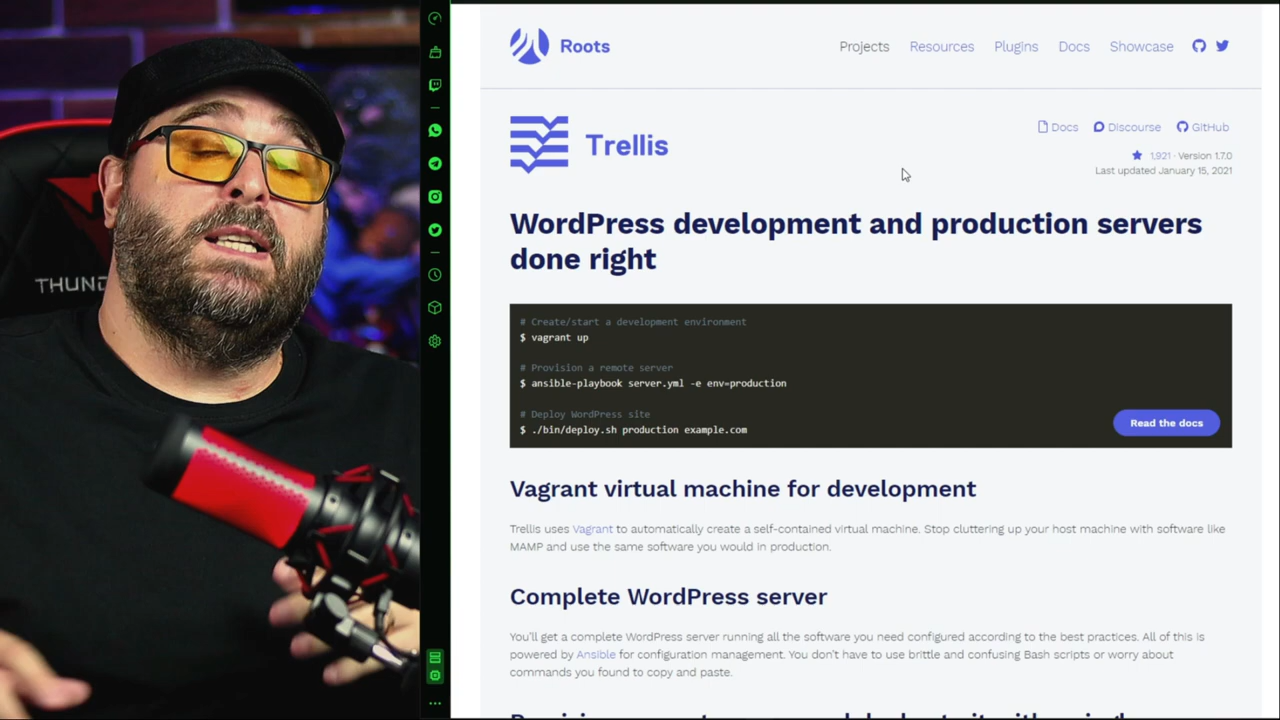 THUND
Roots
Projects Resources Plugins Docs Showcase
Trellis
Docs Discourse GitHub
1,921 · Version 1.7.0
Last updated January 15, 2021
WordPress development and production servers
done right
# Create/start a development environment
$ vagrant up
# Provision a remote server
$ ansible-playbook server.yml -e env=production
# Deploy WordPress site
$ ./bin/deploy.sh production example.com
Read the docs
Vagrant virtual machine for development
Trellis uses Vagrant to automatically create a self-contained virtual machine. Stop cluttering up your host machine with software like
MAMP and use the same software you would in production.
Complete WordPress server
You'll get a complete WordPress server running all the software you need configured according to the best practices. All of this is
powered by Ansible for configuration management. You don't have to use brittle and confusing Bash scripts or worry about
commands you found to copy and paste.